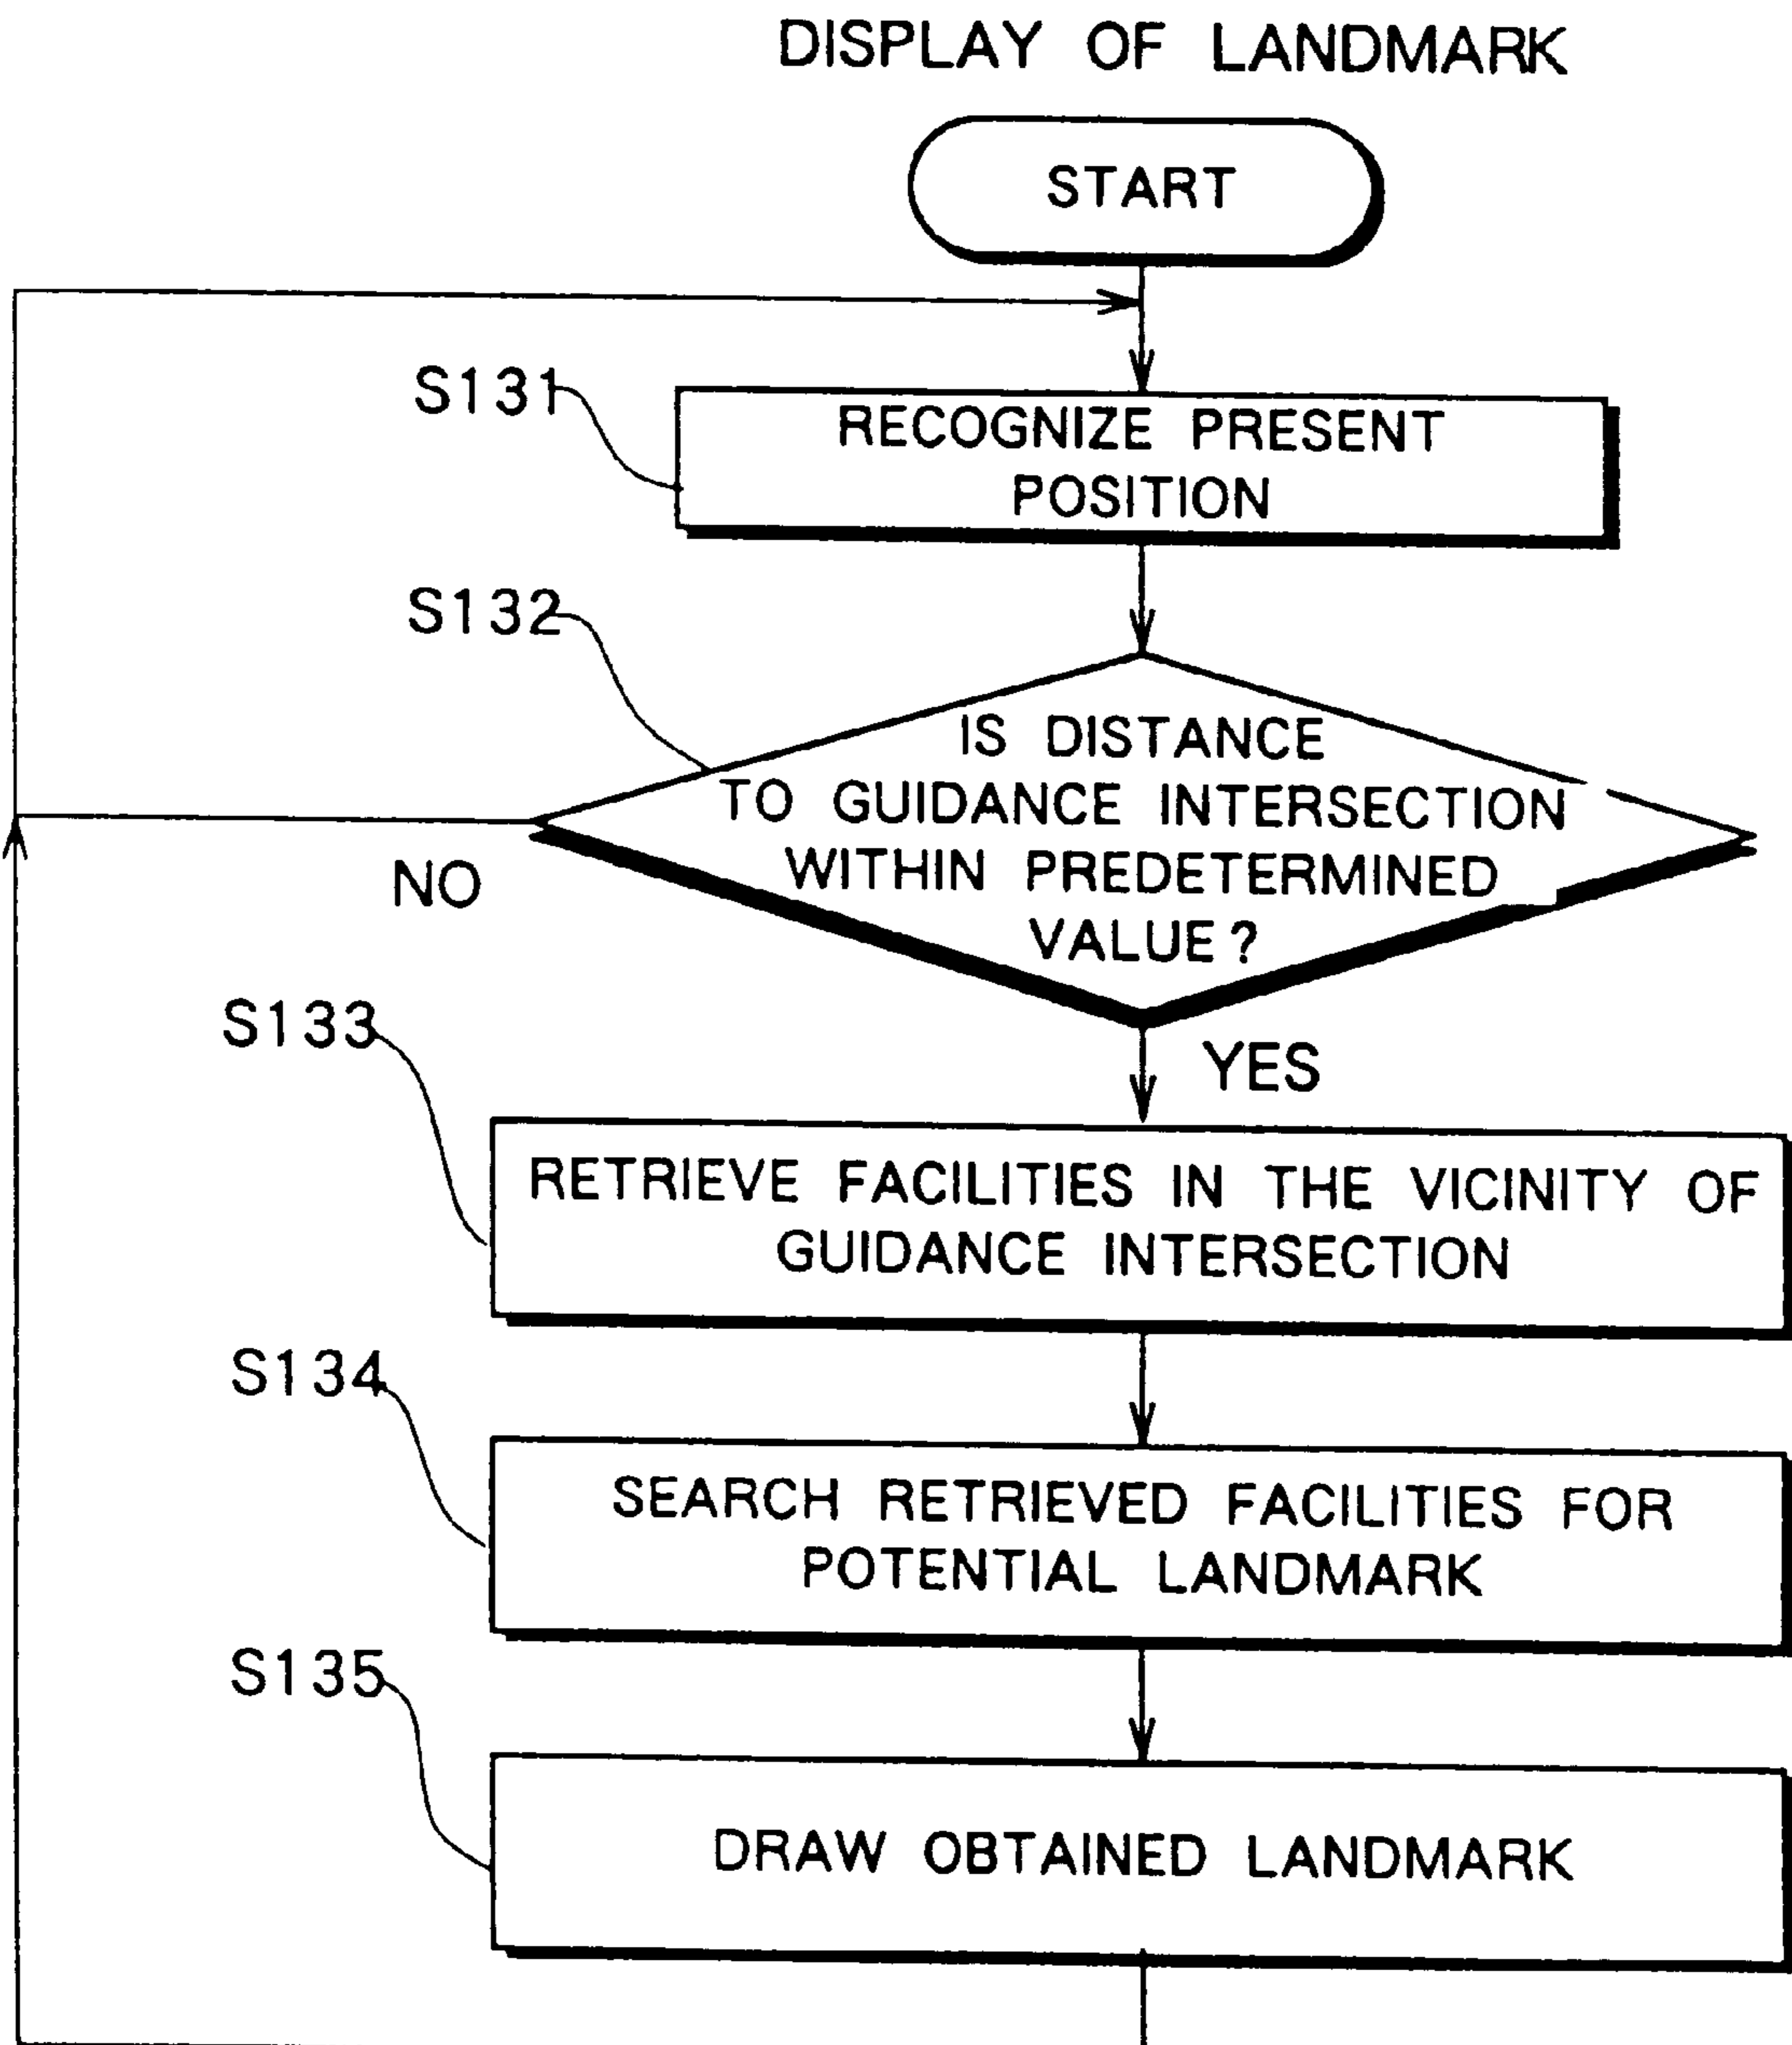 DISPLAY OF LANDMARK
START
S131
RECOGNIZE PRESENT
POSITION
S132
IS DISTANCE
TO GUIDANCE INTERSECTION
WITHIN PREDETERMINED
VALUE?
NO
S133
YES
RETRIEVE FACILITIES IN THE VICINITY OF
GUIDANCE INTERSECTION
S134
SEARCH RETRIEVED FACILITIES FOR
POTENTIAL LANDMARK
S135
DRAW OBTAINED LANDMARK